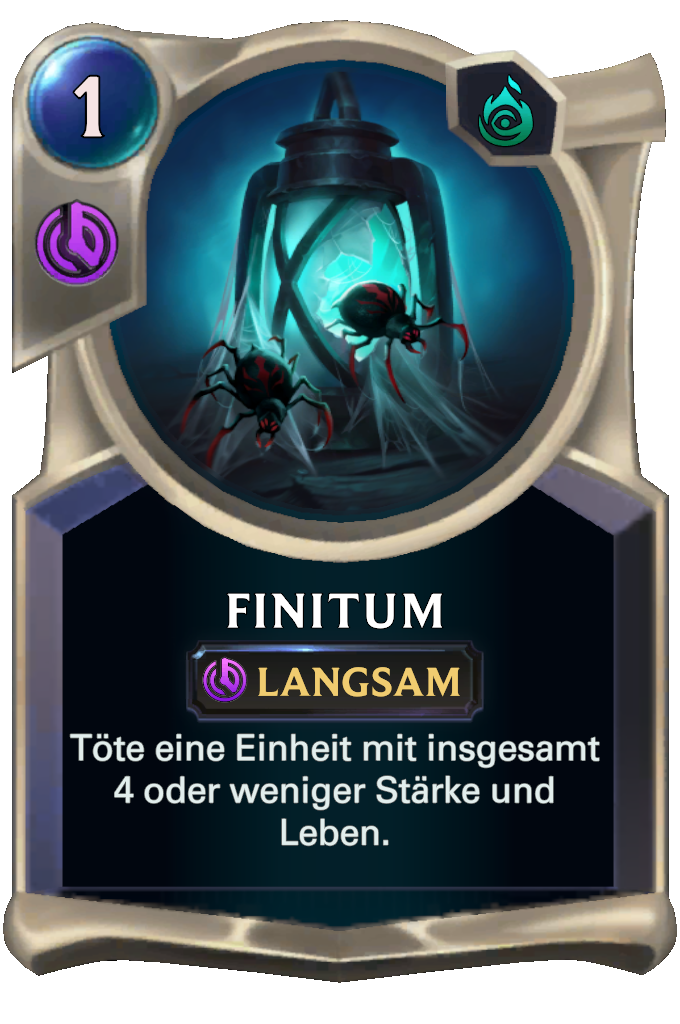 1
FINITUM
LANGSAM
Töte eine Einheit mit insgesamt
4 oder weniger Stärke und
Leben.